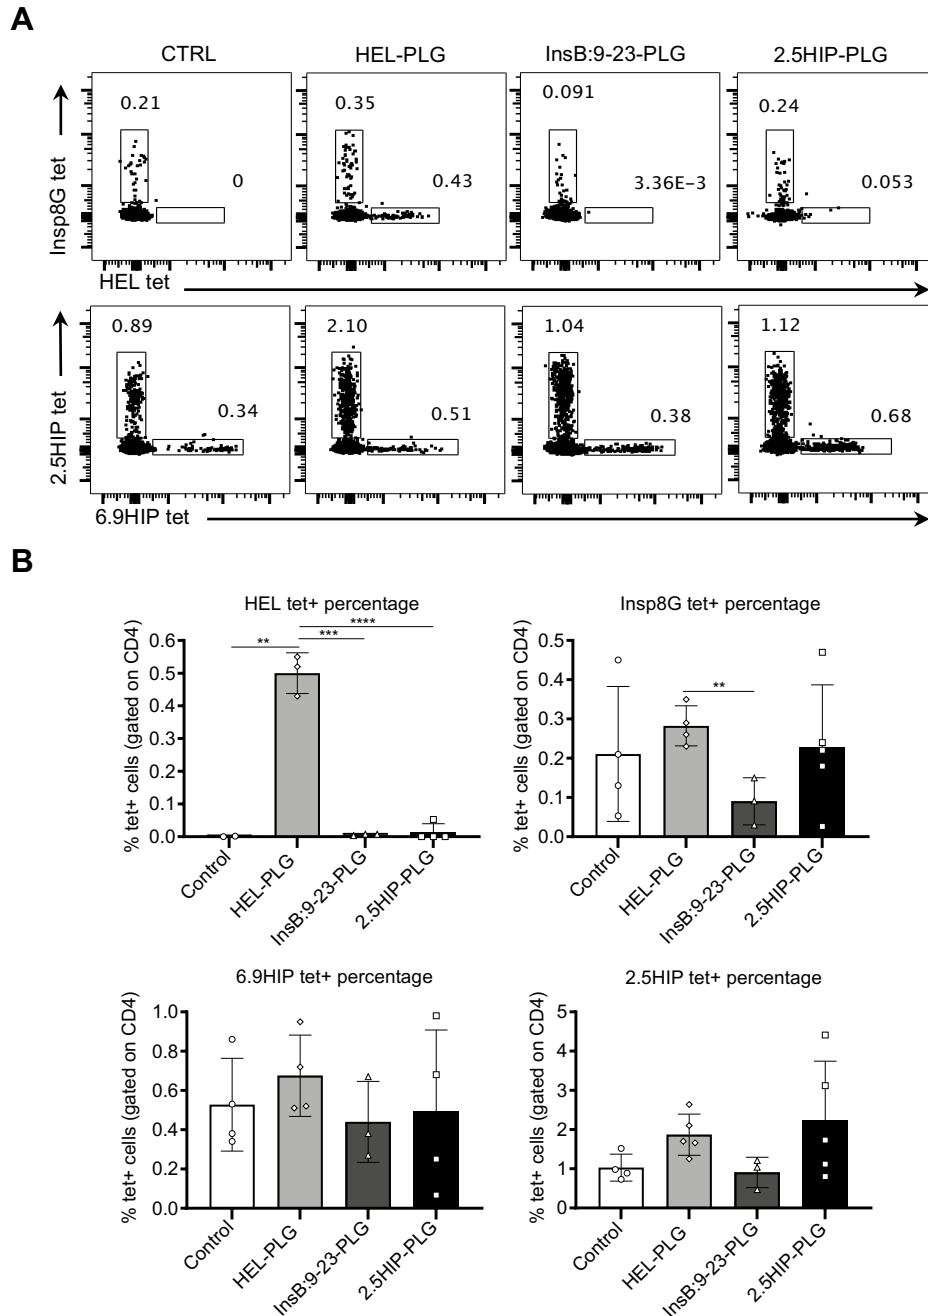 A
CTRL HEL-PLG InsB:9-23-PLG 2.5HIP-PLG
Insp8G tet
0.21 0.35 0.091 0.24
0 0.43 3.36E-3 0.053
HEL tet
2.5HIP tet
0.89 2.10 1.04 1.12
0.34 0.51 0.38 0.68
6.9HIP tet
B
HEL tet+ percentage
% tet+ cells (gated on CD4)
0.6
0.5
0.4
0.3
0.2
0.1
0.0
** *** ****
Control HEL-PLG InsB:9-23-PLG 2.5HIP-PLG
Insp8G tet+ percentage
% tet+ cells (gated on CD4)
0.5
0.4
0.3
0.2
0.1
0.0
**
Control HEL-PLG InsB:9-23-PLG 2.5HIP-PLG
6.9HIP tet+ percentage
% tet+ cells (gated on CD4)
1.0
0.8
0.6
0.4
0.2
0.0
Control HEL-PLG InsB:9-23-PLG 2.5HIP-PLG
2.5HIP tet+ percentage
% tet+ cells (gated on CD4)
5
4
3
2
1
0
Control HEL-PLG InsB:9-23-PLG 2.5HIP-PLG